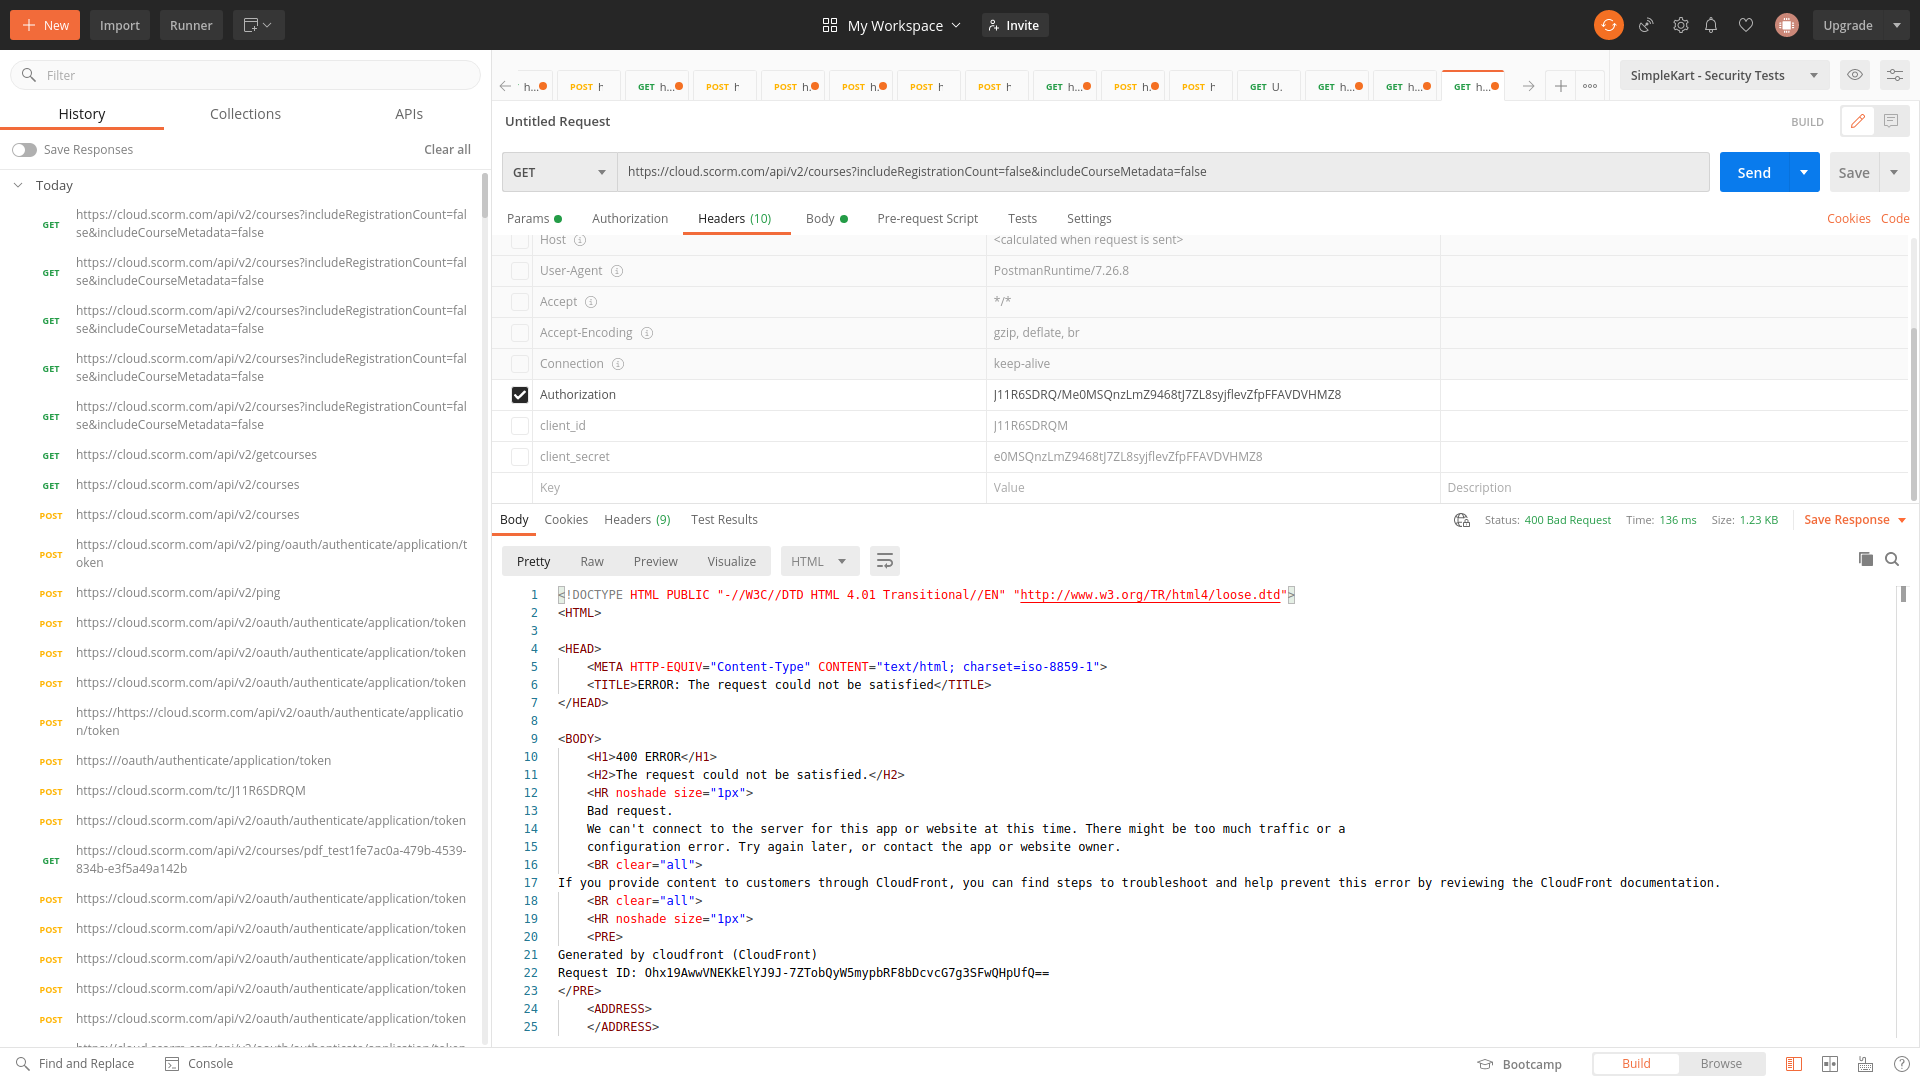 New
Import
Runner
My Workspace
Invite
Upgrade
Filter
History
Collections
APIs
Save Responses
Clear all
Today
GET
https://cloud.scorm.com/api/v2/courses?includeRegistrationCount=fal
se&includeCourseMetadata=false
GET
https://cloud.scorm.com/api/v2/courses?includeRegistrationCount=fal
se&includeCourseMetadata=false
GET
https://cloud.scorm.com/api/v2/courses?includeRegistrationCount=fal
se&includeCourseMetadata=false
GET
https://cloud.scorm.com/api/v2/courses?includeRegistrationCount=fal
se&includeCourseMetadata=false
GET
https://cloud.scorm.com/api/v2/courses?includeRegistrationCount=fal
se&includeCourseMetadata=false
GET https://cloud.scorm.com/api/v2/getcourses
GET https://cloud.scorm.com/api/v2/courses
POST https://cloud.scorm.com/api/v2/courses
POST
https://cloud.scorm.com/api/v2/ping/oauth/authenticate/application/t
oken
POST https://cloud.scorm.com/api/v2/ping
POST https://cloud.scorm.com/api/v2/oauth/authenticate/application/token
POST https://cloud.scorm.com/api/v2/oauth/authenticate/application/token
POST https://cloud.scorm.com/api/v2/oauth/authenticate/application/token
POST
https://https://cloud.scorm.com/api/v2/oauth/authenticate/applicatio
n/token
POST https:///oauth/authenticate/application/token
POST https://cloud.scorm.com/tc/J11R6SDRQM
POST https://cloud.scorm.com/api/v2/oauth/authenticate/application/token
GET
https://cloud.scorm.com/api/v2/courses/pdf_test1fe7ac0a-479b-4539-
834b-e3f5a49a142b
POST https://cloud.scorm.com/api/v2/oauth/authenticate/application/token
POST https://cloud.scorm.com/api/v2/oauth/authenticate/application/token
POST https://cloud.scorm.com/api/v2/oauth/authenticate/application/token
POST https://cloud.scorm.com/api/v2/oauth/authenticate/application/token
POST https://cloud.scorm.com/api/v2/oauth/authenticate/application/token
h...
POST h
GET h...
POST h
POST h.
POST h.
POST h
POST h
GET h...
POST h.
POST h
GET U.
GET h...
GET h...
GET h...
SimpleKart - Security Tests
Untitled Request
BUILD
GET
https://cloud.scorm.com/api/v2/courses?includeRegistrationCount=false&includeCourseMetadata=false
Send
Save
Params
Authorization
Headers (10)
Body
Pre-request Script
Tests
Settings
Cookies
Code
Host <calculated when request is sent>
User-Agent PostmanRuntime/7.26.8
Accept */*
Accept-Encoding gzip, deflate, br
Connection keep-alive
Authorization J11R6SDRQ/Me0MSQnzLmZ9468tJ7ZL8syjflevZfpFFAVDVHMZ8
client_id J11R6SDRQM
client_secret e0MSQnzLmZ9468tJ7ZL8syjflevZfpFFAVDVHMZ8
Key Value Description
Body
Cookies
Headers (9)
Test Results
Status: 400 Bad Request
Time: 136 ms
Size: 1.23 KB
Save Response
Pretty
Raw
Preview
Visualize
HTML
1 <!DOCTYPE HTML PUBLIC "-//W3C//DTD HTML 4.01 Transitional//EN" "http://www.w3.org/TR/html4/loose.dtd">
2 <HTML>
3
4 <HEAD>
5 <META HTTP-EQUIV="Content-Type" CONTENT="text/html; charset=iso-8859-1">
6 <TITLE>ERROR: The request could not be satisfied</TITLE>
7 </HEAD>
8
9 <BODY>
10 <H1>400 ERROR</H1>
11 <H2>The request could not be satisfied.</H2>
12 <HR noshade size="1px">
13 Bad request.
14 We can't connect to the server for this app or website at this time. There might be too much traffic or a
15 configuration error. Try again later, or contact the app or website owner.
16 <BR clear="all">
17 If you provide content to customers through CloudFront, you can find steps to troubleshoot and help prevent this error by reviewing the CloudFront documentation.
18 <BR clear="all">
19 <HR noshade size="1px">
20 <PRE>
21 Generated by cloudfront (CloudFront)
22 Request ID: Ohx19AwwVNEKkElYJ9J-7ZTobQyW5mypbRF8bDcvcG7g3SFwQHpUfQ==
23 </PRE>
24 <ADDRESS>
25 </ADDRESS>
Find and Replace
Console
Bootcamp
Build
Browse